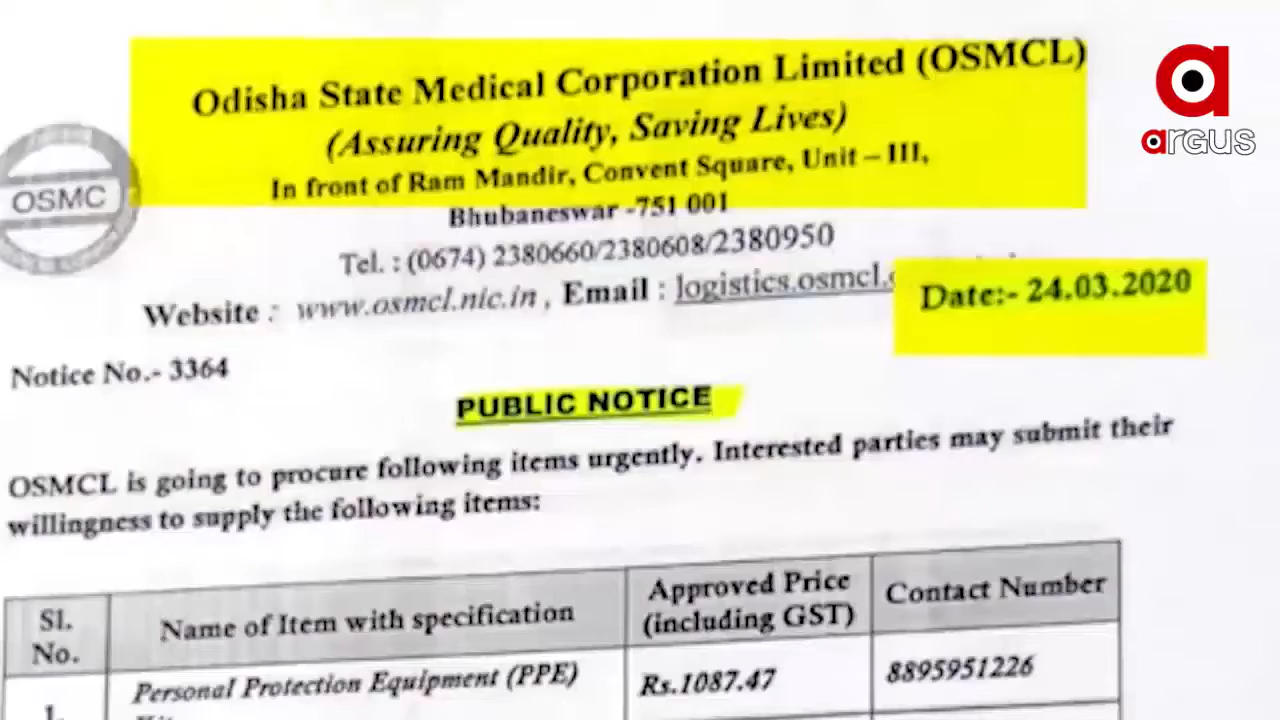 Odisha State Medical Corporation Limited (OSMCL)
(Assuring Quality, Saving Lives)
In front of Ram Mandir, Convent Square, Unit – III,
Bhubaneswar -751 001
Tel. : (0674) 2380660/2380608/2380950
Website : www.osmcl.nic.in , Email : logistics.osmcl.
Date:- 24.03.2020
OSMC
argus
Notice No.- 3364
PUBLIC NOTICE
OSMCL is going to procure following items urgently. Interested parties may submit their
willingness to supply the following items:
Sl. No. Name of Item with specification Approved Price (including GST) Contact Number
1. Personal Protection Equipment (PPE) Rs.1087.47 8895951226